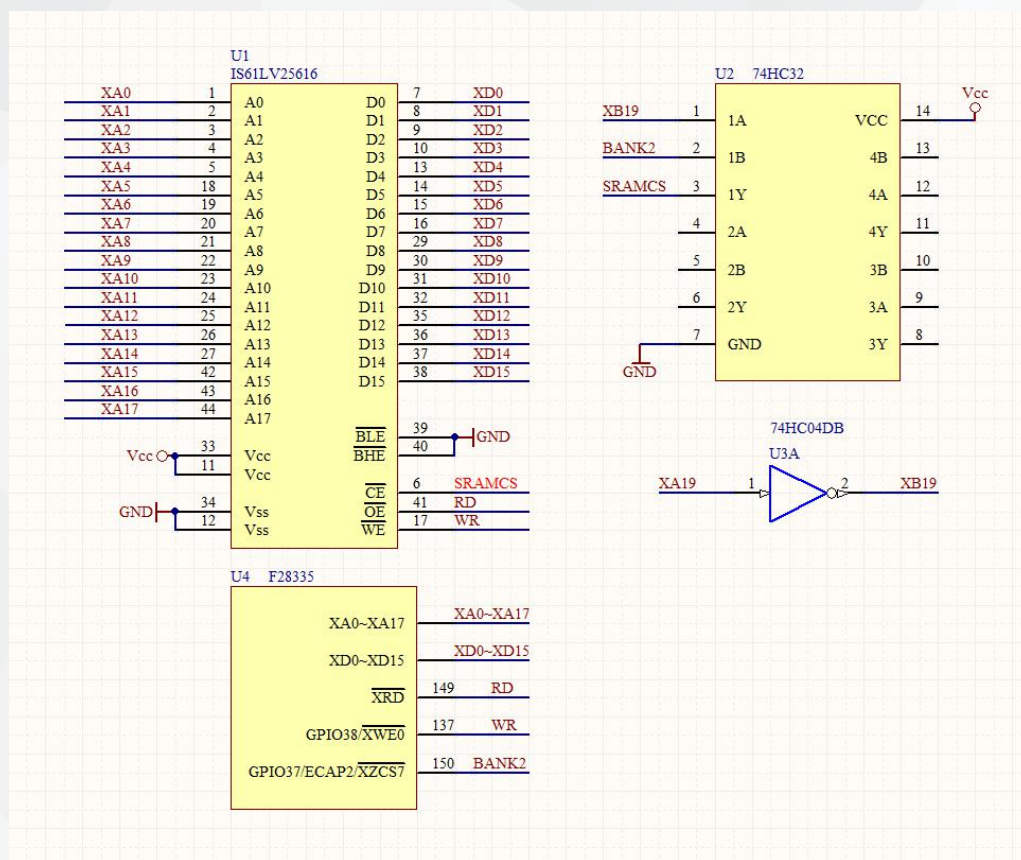 U1
IS61LV25616
XA0 1 A0 D0 7 XD0
XA1 2 A1 D1 8 XD1
XA2 3 A2 D2 9 XD2
XA3 4 A3 D3 10 XD3
XA4 5 A4 D4 13 XD4
XA5 18 A5 D5 14 XD5
XA6 19 A6 D6 15 XD6
XA7 20 A7 D7 16 XD7
XA8 21 A8 D8 29 XD8
XA9 22 A9 D9 30 XD9
XA10 23 A10 D10 31 XD10
XA11 24 A11 D11 32 XD11
XA12 25 A12 D12 35 XD12
XA13 26 A13 D13 36 XD13
XA14 27 A14 D14 37 XD14
XA15 42 A15 D15 38 XD15
XA16 43 A16
XA17 44 A17
BLE 39 GND
Vcc 33 Vcc BHE 40
11 Vcc
CE 6 SRAMCS
GND 34 Vss OE 41 RD
12 Vss WE 17 WR
U2 74HC32
XB19 1 1A VCC 14 Vcc
BANK2 2 1B 4B 13
SRAMCS 3 1Y 4A 12
4 2A 4Y 11
5 2B 3B 10
6 2Y 3A 9
GND 7 GND 3Y 8
74HC04DB
U3A
XA19 1 2 XB19
U4 F28335
XA0~XA17 XA0~XA17
XD0~XD15 XD0~XD15
XRD 149 RD
GPIO38/XWE0 137 WR
GPIO37/ECAP2/XZCS7 150 BANK2